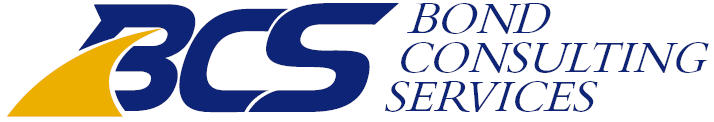 BCS
BOND
CONSULTING
SERVICES